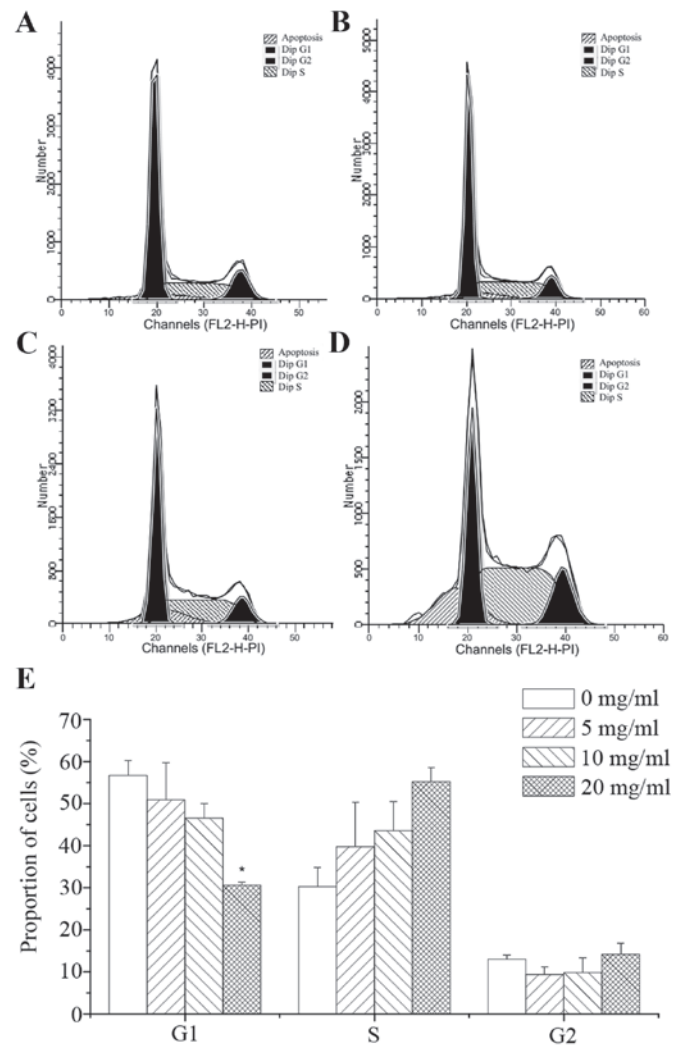 A
Apoptosis
Dip G1
Dip G2
Dip S
Number
4000
3000
2000
1000
0
0 10 20 30 40 50
Channels (FL2-H-PI)
B
Apoptosis
Dip G1
Dip G2
Dip S
Number
5000
4000
3000
2000
1000
0
0 10 20 30 40 50 60
Channels (FL2-H-PI)
C
Apoptosis
Dip G1
Dip G2
Dip S
Number
4000
2400
800
0
0 10 20 30 40 50
Channels (FL2-H-PI)
D
Apoptosis
Dip G1
Dip G2
Dip S
Number
2000
1500
1000
500
0
0 10 20 30 40 50 60
Channels (FL2-H-PI)
E
0 mg/ml
5 mg/ml
10 mg/ml
20 mg/ml
Proportion of cells (%)
70
60
50
40
30
20
10
0
*
G1 S G2